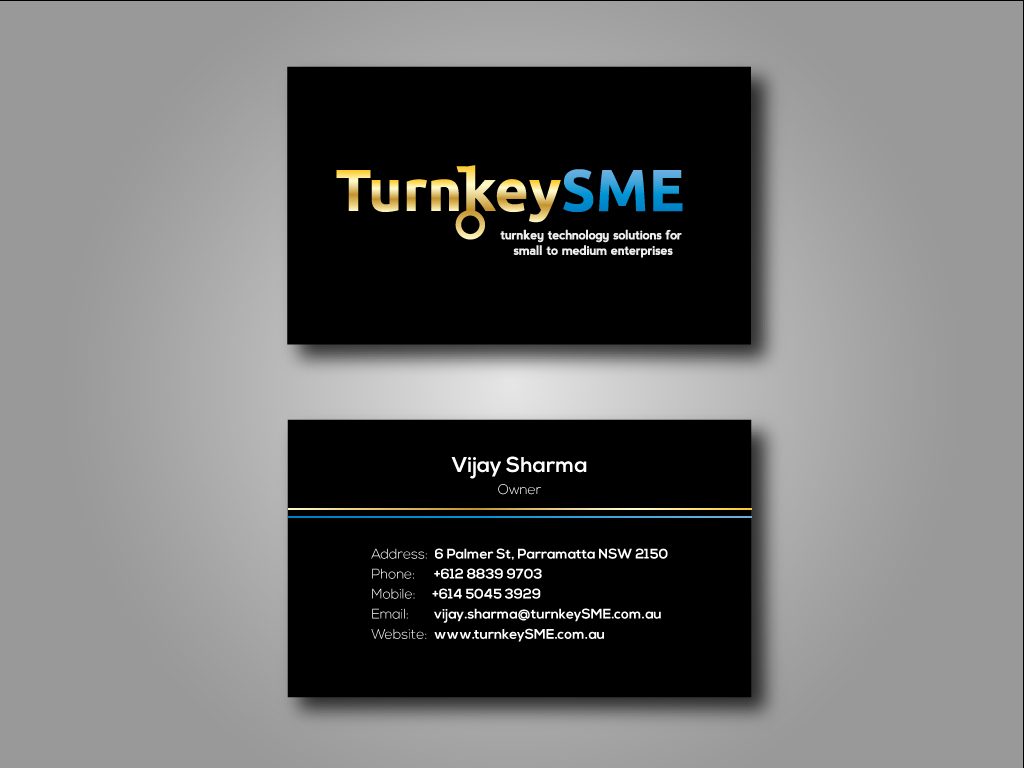 TurnkeySME
turnkey technology solutions for
small to medium enterprises
Vijay Sharma
Owner
Address: 6 Palmer St, Parramatta NSW 2150
Phone: +612 8839 9703
Mobile: +614 5045 3929
Email: vijay.sharma@turnkeySME.com.au
Website: www.turnkeySME.com.au